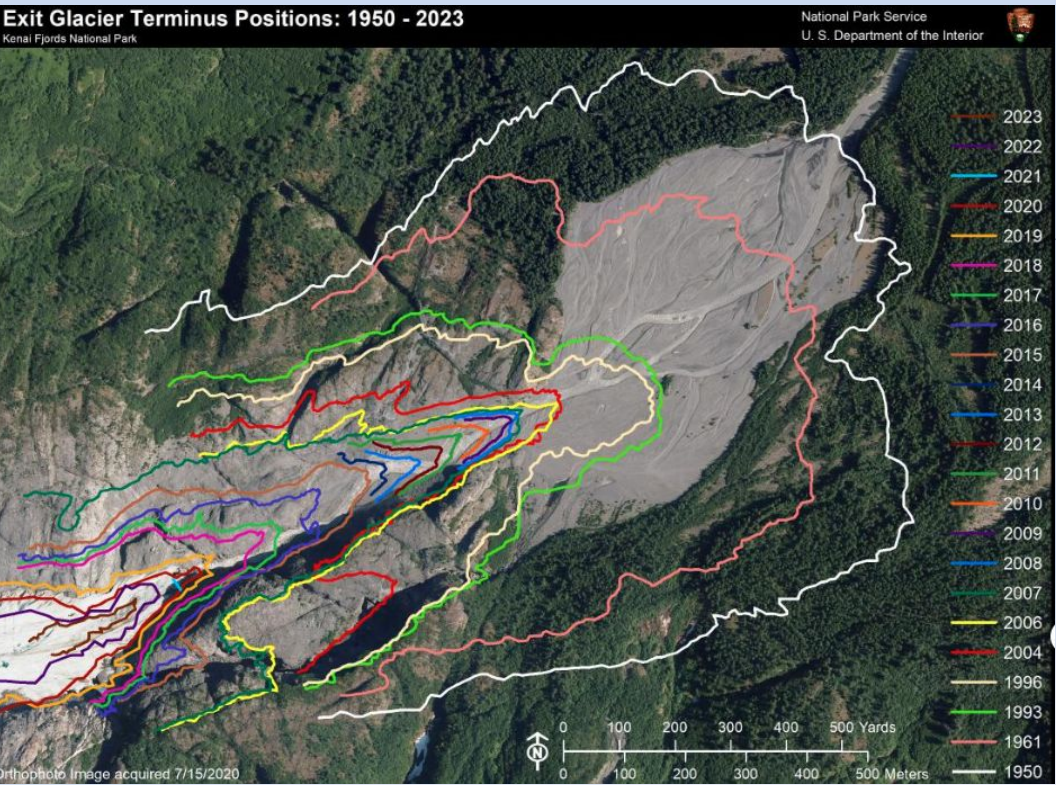 Exit Glacier Terminus Positions: 1950 - 2023
Kenai Fjords National Park
National Park Service
U. S. Department of the Interior
2023
2022
2021
2020
2019
2018
2017
2016
2015
2014
2013
2012
2011
2010
2009
2008
2007
2006
2004
1996
1993
1961
1950
0 100 200 300 400 500 Yards
N
0 100 200 300 400 500 Meters
Orthophoto Image acquired 7/15/2020